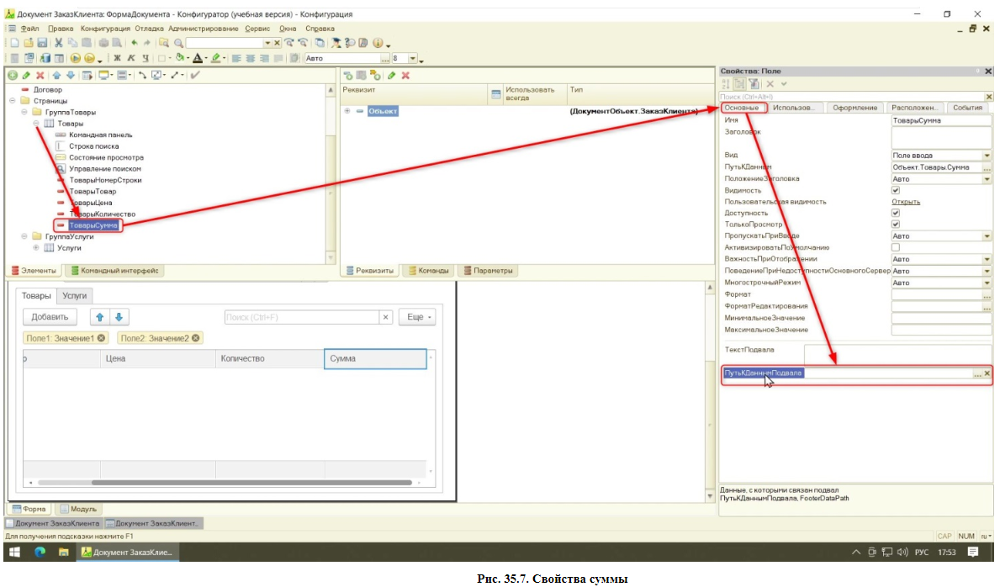 Документ ЗаказКлиента: ФормаДокумента - Конфигуратор (учебная версия) - Конфигурация
Файл Правка Конфигурация Отладка Администрирование Сервис Окна Справка
Авто ... 8
Договор
Страницы
ГруппаТовары
Товары
Командная панель
Строка поиска
Состояние просмотра
Управление поиском
ТоварыНомерСтроки
ТоварыТовар
ТоварыЦена
ТоварыКоличество
ТоварыСумма
ГруппаУслуги
Услуги
Элементы Командный интерфейс
Реквизит Использовать всегда Тип
Объект (ДокументОбъект.ЗаказКлиента)
Реквизиты Команды Параметры
Товары Услуги
Добавить Поиск (Ctrl+F) × Еще
Поле1: Значение1 Поле2: Значение2
р Цена Количество Сумма
Форма Модуль
Свойства: Поле
Поиск (Ctrl+Alt+I)
Основные Использов... Оформление Расположен... События
Имя ТоварыСумма
Заголовок
Вид Поле ввода
ПутьКДанным Объект.Товары.Сумма ...
ПоложениеЗаголовка Авто
Видимость
Пользовательская видимость Открыть
Доступность
ТолькоПросмотр
ПропускатьПриВводе Авто
АктивизироватьПоУмолчанию
ВажностьПриОтображении Авто
ПоведениеПриНедоступностиОсновногоСервер Авто
МногострочныйРежим Авто
Формат ...
ФорматРедактирования ...
МинимальноеЗначение
МаксимальноеЗначение
ТекстПодвала
ПутьКДаннымПодвала ... ×
Данные, с которыми связан подвал
ПутьКДаннымПодвала, FooterDataPath
Документ ЗаказКлиента Документ ЗаказКлиент..
Для получения подсказки нажмите F1 CAP NUM ru
Документ ЗаказКлие... РУС 17:53
Рис. 35.7. Свойства суммы